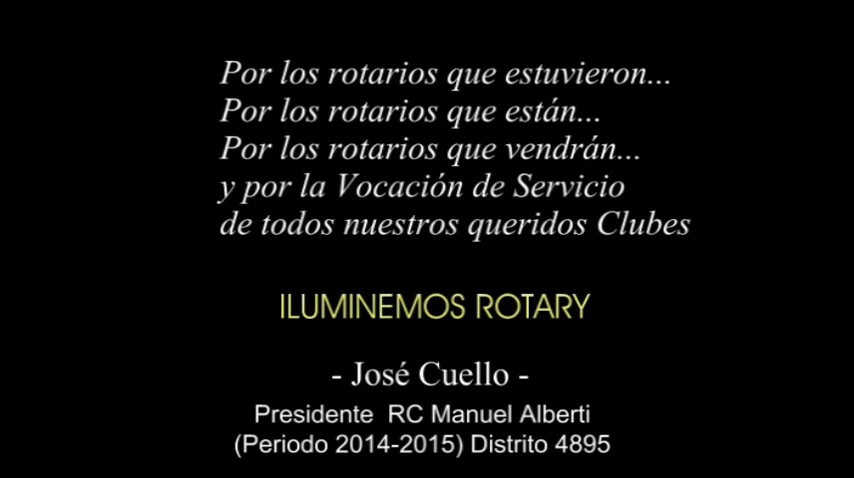 Por los rotarios que estuvieron...
Por los rotarios que están...
Por los rotarios que vendrán...
y por la Vocación de Servicio
de todos nuestros queridos Clubes
ILUMINEMOS ROTARY
- José Cuello -
Presidente RC Manuel Alberti
(Periodo 2014-2015) Distrito 4895